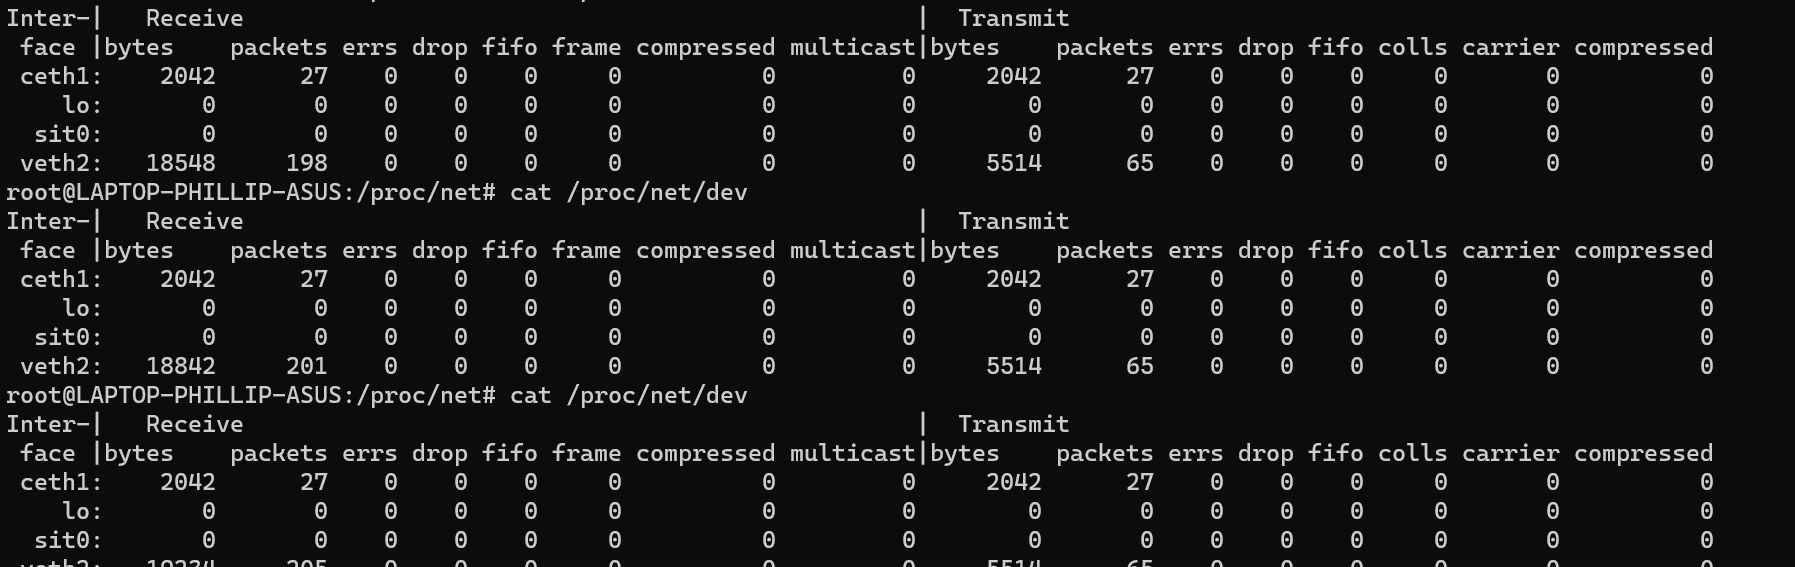 Inter-|   Receive                                                |  Transmit
 face |bytes    packets errs drop fifo frame compressed multicast|bytes    packets errs drop fifo colls carrier compressed
 ceth1:    2042      27    0    0    0     0          0         0     2042      27    0    0    0     0       0          0
    lo:       0       0    0    0    0     0          0         0        0       0    0    0    0     0       0          0
  sit0:       0       0    0    0    0     0          0         0        0       0    0    0    0     0       0          0
 veth2:   18548     198    0    0    0     0          0         0     5514      65    0    0    0     0       0          0
root@LAPTOP-PHILLIP-ASUS:/proc/net# cat /proc/net/dev
Inter-|   Receive                                                |  Transmit
 face |bytes    packets errs drop fifo frame compressed multicast|bytes    packets errs drop fifo colls carrier compressed
 ceth1:    2042      27    0    0    0     0          0         0     2042      27    0    0    0     0       0          0
    lo:       0       0    0    0    0     0          0         0        0       0    0    0    0     0       0          0
  sit0:       0       0    0    0    0     0          0         0        0       0    0    0    0     0       0          0
 veth2:   18842     201    0    0    0     0          0         0     5514      65    0    0    0     0       0          0
root@LAPTOP-PHILLIP-ASUS:/proc/net# cat /proc/net/dev
Inter-|   Receive                                                |  Transmit
 face |bytes    packets errs drop fifo frame compressed multicast|bytes    packets errs drop fifo colls carrier compressed
 ceth1:    2042      27    0    0    0     0          0         0     2042      27    0    0    0     0       0          0
    lo:       0       0    0    0    0     0          0         0        0       0    0    0    0     0       0          0
  sit0:       0       0    0    0    0     0          0         0        0       0    0    0    0     0       0          0